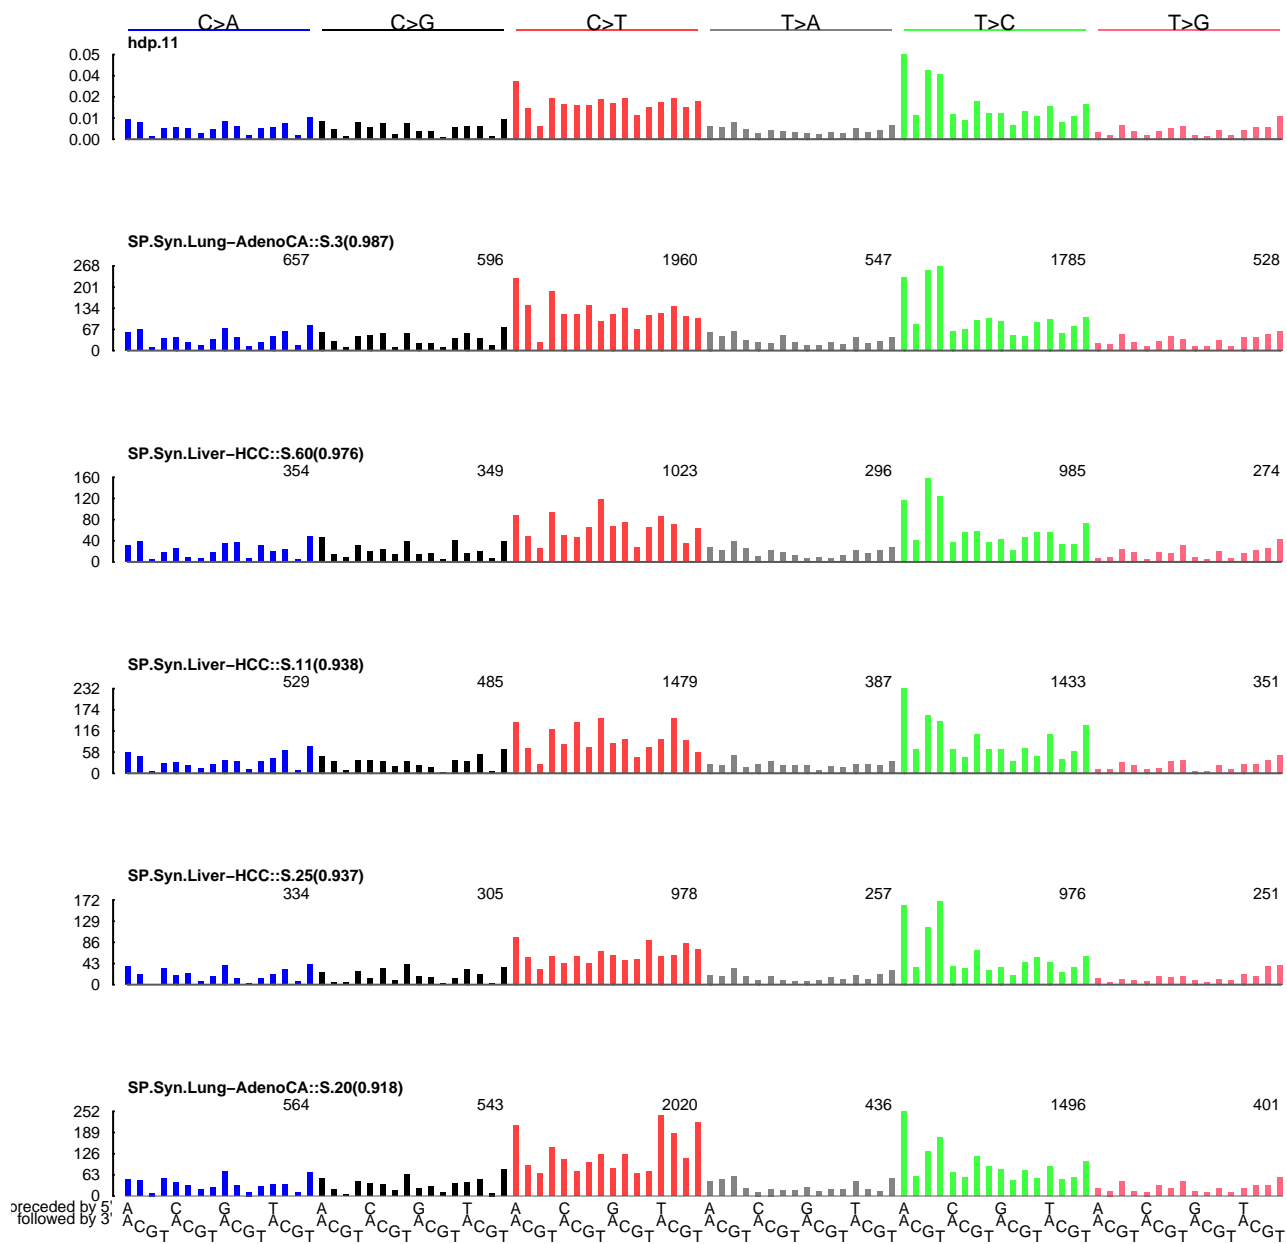 C>A C>G C>T T>A T>C T>G
hdp.11
0.05
0.04
0.02
0.01
0.00
SP.Syn.Lung−AdenoCA::S.3(0.987)
657 596 1960 547 1785 528
268
201
134
67
0
SP.Syn.Liver−HCC::S.60(0.976)
354 349 1023 296 985 274
160
120
80
40
0
SP.Syn.Liver−HCC::S.11(0.938)
529 485 1479 387 1433 351
232
174
116
58
0
SP.Syn.Liver−HCC::S.25(0.937)
334 305 978 257 976 251
172
129
86
43
0
SP.Syn.Lung−AdenoCA::S.20(0.918)
564 543 2020 436 1496 401
252
189
126
63
0
preceded by 5' A C G T A C G T A C G T A C G T A C G T A C G T
followed by 3' A C G T A C G T A C G T A C G T A C G T A C G T A C G T A C G T A C G T A C G T A C G T A C G T A C G T A C G T A C G T A C G T A C G T A C G T A C G T A C G T A C G T A C G T A C G T A C G T